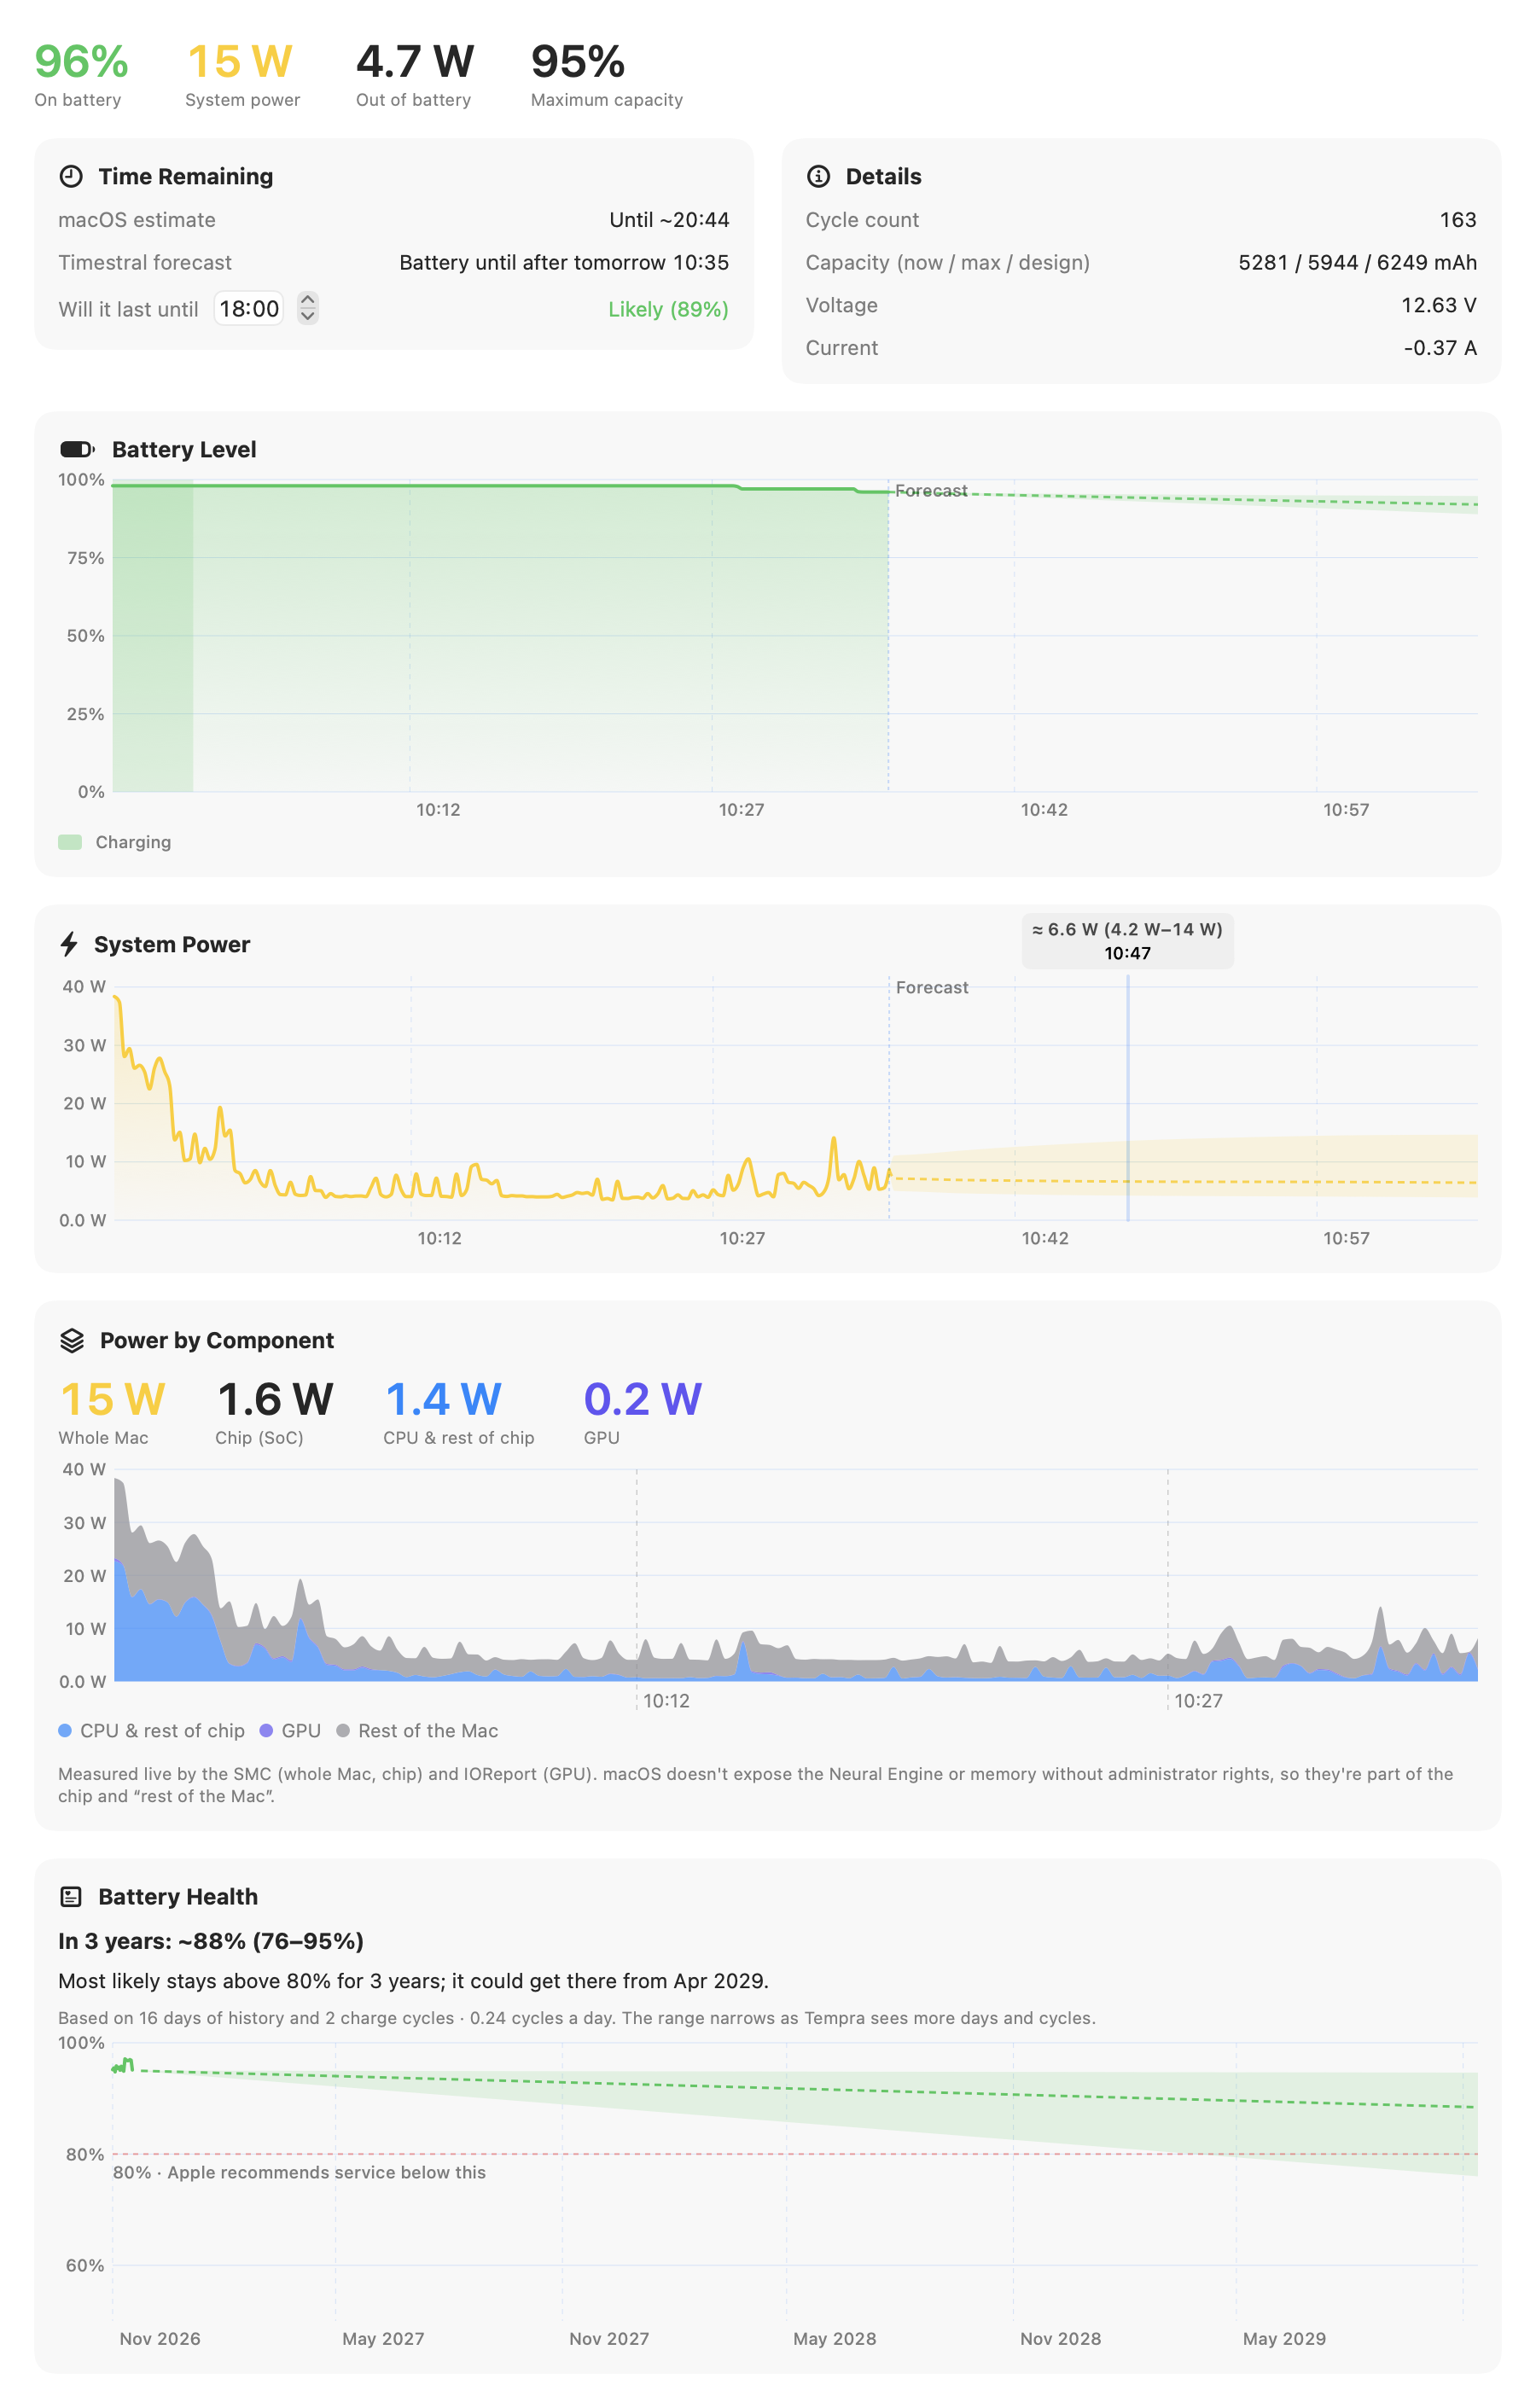 96%
On battery
15 W
System power
4.7 W
Out of battery
95%
Maximum capacity
Time Remaining
macOS estimate Until ~20:44
Timestral forecast Battery until after tomorrow 10:35
Will it last until 18:00 Likely (89%)
Details
Cycle count 163
Capacity (now / max / design) 5281 / 5944 / 6249 mAh
Voltage 12.63 V
Current -0.37 A
Battery Level
100%
Forecast
75%
50%
25%
0%
10:12 10:27 10:42 10:57
Charging
System Power
≈ 6.6 W (4.2 W–14 W)
10:47
40 W
Forecast
30 W
20 W
10 W
0.0 W
10:12 10:27 10:42 10:57
Power by Component
15 W
Whole Mac
1.6 W
Chip (SoC)
1.4 W
CPU & rest of chip
0.2 W
GPU
40 W
30 W
20 W
10 W
0.0 W
10:12 10:27
CPU & rest of chip GPU Rest of the Mac
Measured live by the SMC (whole Mac, chip) and IOReport (GPU). macOS doesn't expose the Neural Engine or memory without administrator rights, so they're part of the
chip and “rest of the Mac”.
Battery Health
In 3 years: ~88% (76–95%)
Most likely stays above 80% for 3 years; it could get there from Apr 2029.
Based on 16 days of history and 2 charge cycles · 0.24 cycles a day. The range narrows as Tempra sees more days and cycles.
100%
80%
80% · Apple recommends service below this
60%
Nov 2026 May 2027 Nov 2027 May 2028 Nov 2028 May 2029